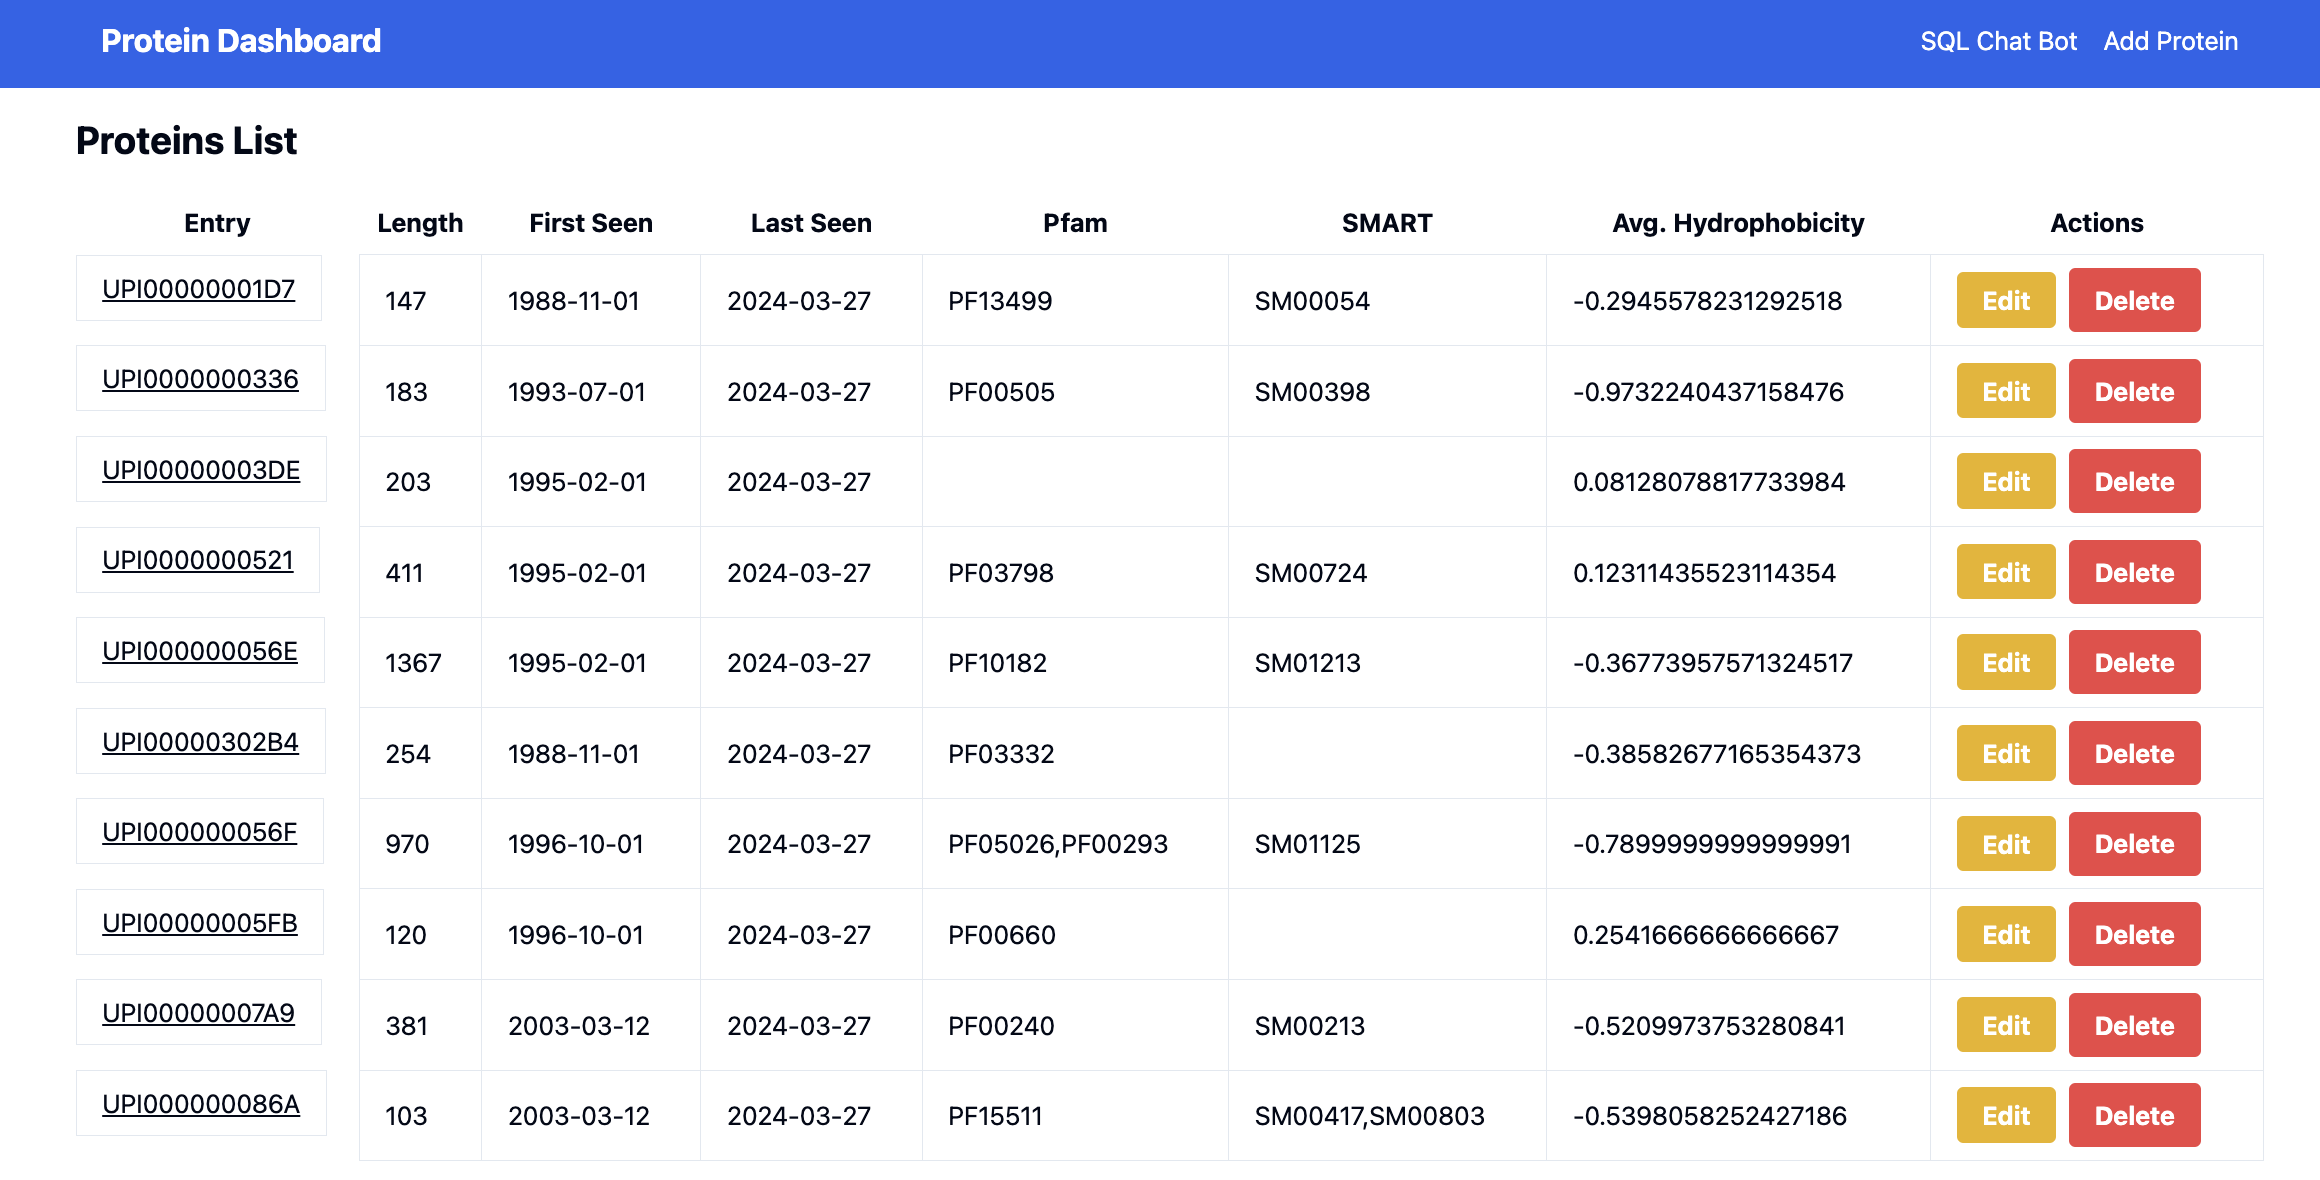 Protein Dashboard SQL Chat Bot Add Protein
Proteins List
Entry Length First Seen Last Seen Pfam SMART Avg. Hydrophobicity Actions
UPI00000001D7 147 1988-11-01 2024-03-27 PF13499 SM00054 -0.2945578231292518 Edit Delete
UPI0000000336 183 1993-07-01 2024-03-27 PF00505 SM00398 -0.9732240437158476 Edit Delete
UPI00000003DE 203 1995-02-01 2024-03-27 0.08128078817733984 Edit Delete
UPI0000000521 411 1995-02-01 2024-03-27 PF03798 SM00724 0.12311435523114354 Edit Delete
UPI000000056E 1367 1995-02-01 2024-03-27 PF10182 SM01213 -0.36773957571324517 Edit Delete
UPI00000302B4 254 1988-11-01 2024-03-27 PF03332 -0.38582677165354373 Edit Delete
UPI000000056F 970 1996-10-01 2024-03-27 PF05026,PF00293 SM01125 -0.7899999999999991 Edit Delete
UPI00000005FB 120 1996-10-01 2024-03-27 PF00660 0.2541666666666667 Edit Delete
UPI00000007A9 381 2003-03-12 2024-03-27 PF00240 SM00213 -0.5209973753280841 Edit Delete
UPI000000086A 103 2003-03-12 2024-03-27 PF15511 SM00417,SM00803 -0.5398058252427186 Edit Delete